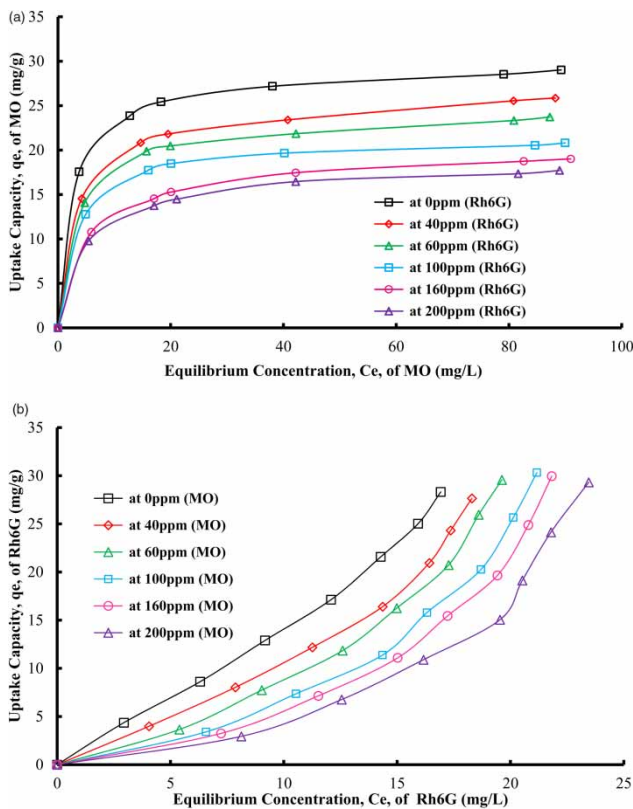 (a)
35
30
25
20
15
10
5
0
Uptake Capacity, qe, of MO (mg/g)
at 0ppm (Rh6G)
at 40ppm (Rh6G)
at 60ppm (Rh6G)
at 100ppm (Rh6G)
at 160ppm (Rh6G)
at 200ppm (Rh6G)
0 20 40 60 80 100
Equilibrium Concentration, Ce, of MO (mg/L)
(b)
35
30
25
20
15
10
5
0
Uptake Capacity, qe, of Rh6G (mg/g)
at 0ppm (MO)
at 40ppm (MO)
at 60ppm (MO)
at 100ppm (MO)
at 160ppm (MO)
at 200ppm (MO)
0 5 10 15 20 25
Equilibrium Concentration, Ce, of Rh6G (mg/L)